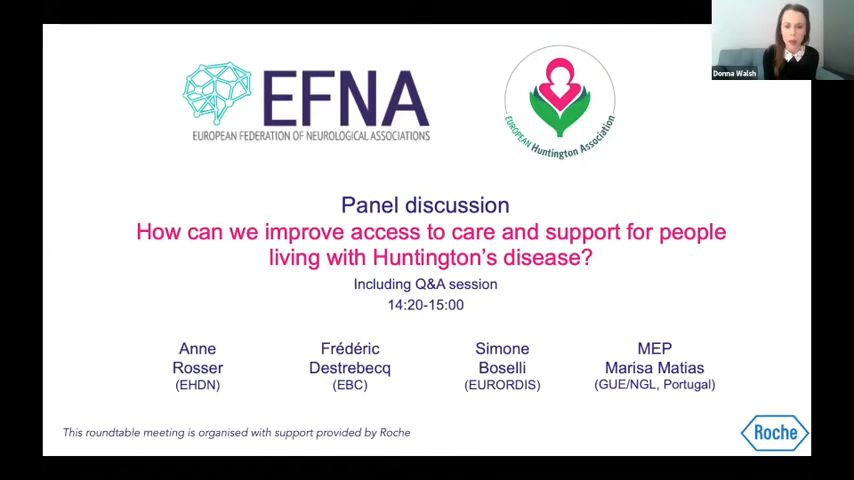 Donna Walsh
EFNA
EUROPEAN FEDERATION OF NEUROLOGICAL ASSOCIATIONS
EUROPEAN Huntington Association
Panel discussion
How can we improve access to care and support for people
living with Huntington's disease?
Including Q&A session
14:20-15:00
Anne
Rosser
(EHDN)
Frédéric
Destrebecq
(EBC)
Simone
Boselli
(EURORDIS)
MEP
Marisa Matias
(GUE/NGL, Portugal)
This roundtable meeting is organised with support provided by Roche
Roche